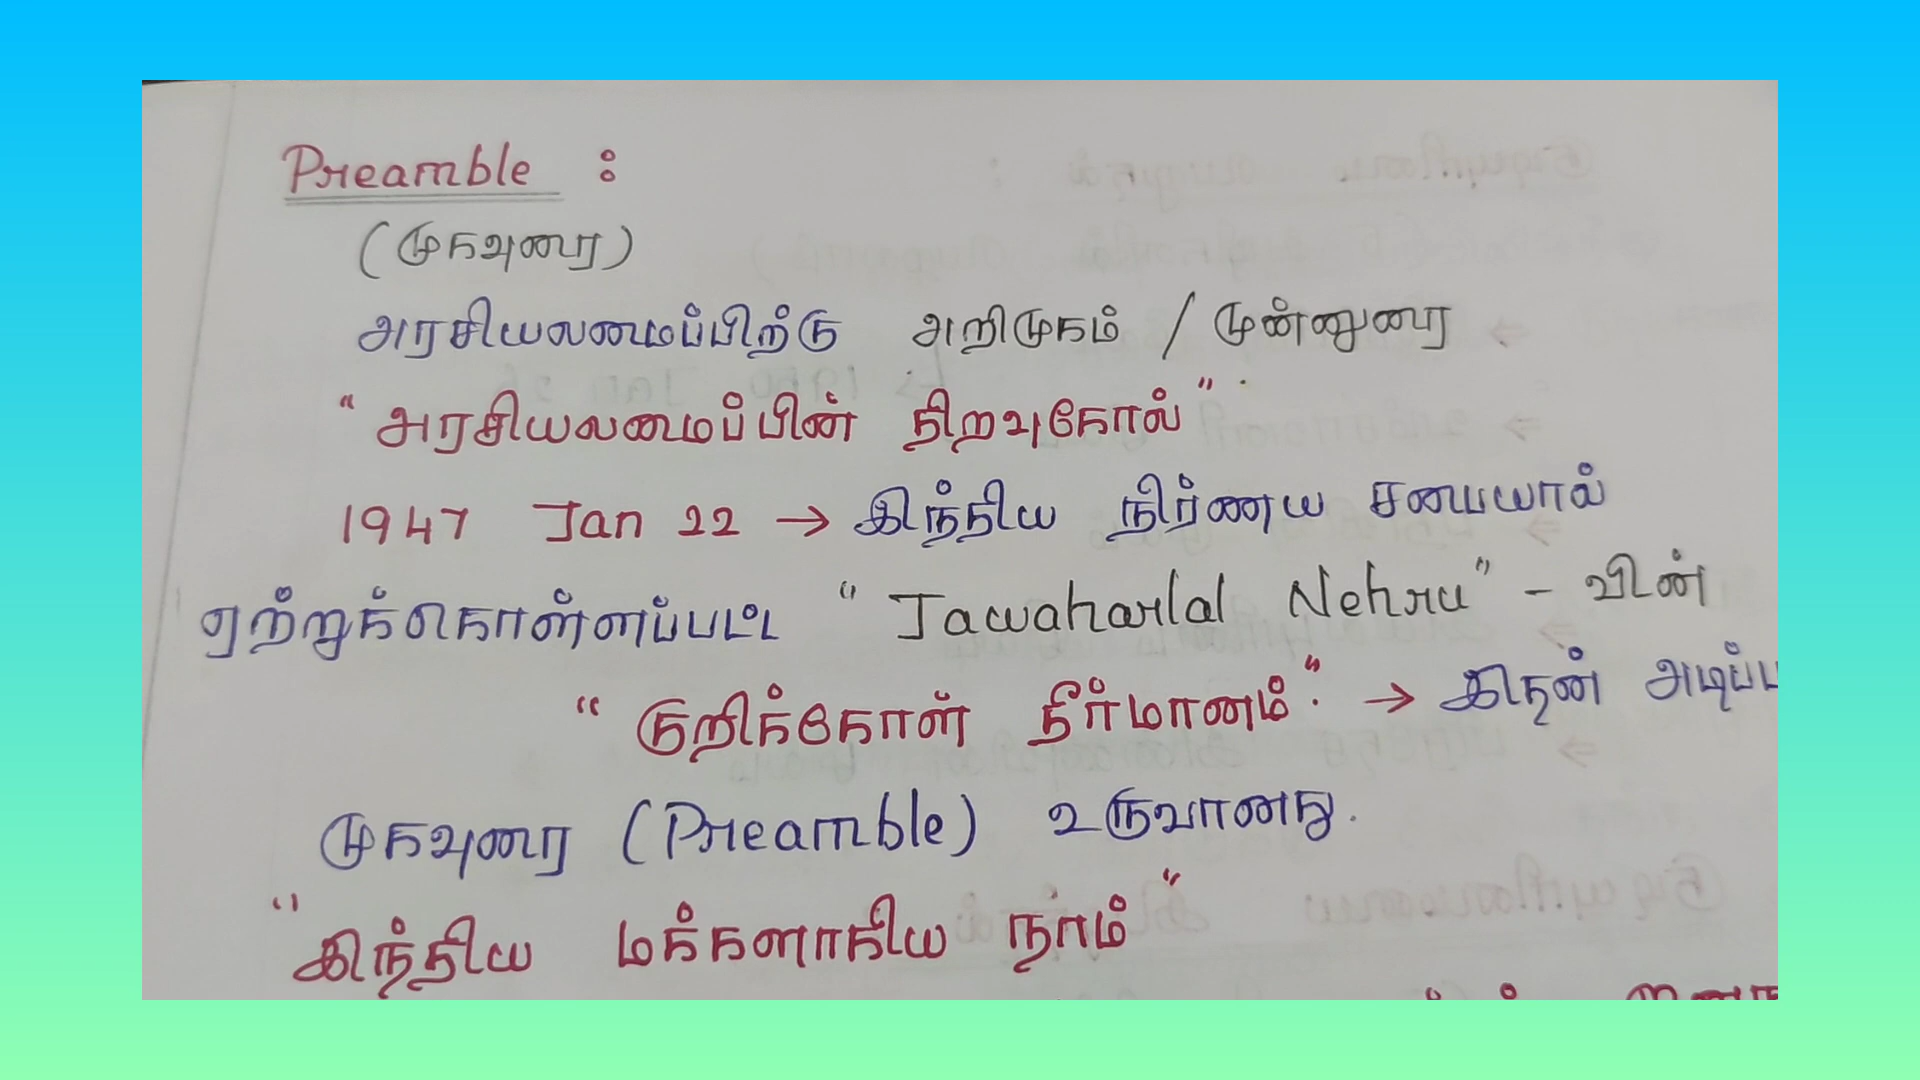 Preamble :
(முகவுரை)
அரசியலமைப்பிற்கு அறிமுகம் / முன்னுரை
"அரசியலமைப்பின் திறவுகோல்"
1947 Jan 22 → இந்திய நிர்ணய சபையால்
ஏற்றுக்கொள்ளப்பட்ட "Jawaharlal Nehru" - வின்
"குறிக்கோள் தீர்மானம்". → இதன் அடிப்ப
முகவுரை (Preamble) உருவானது.
"இந்திய மக்களாகிய நாம்"